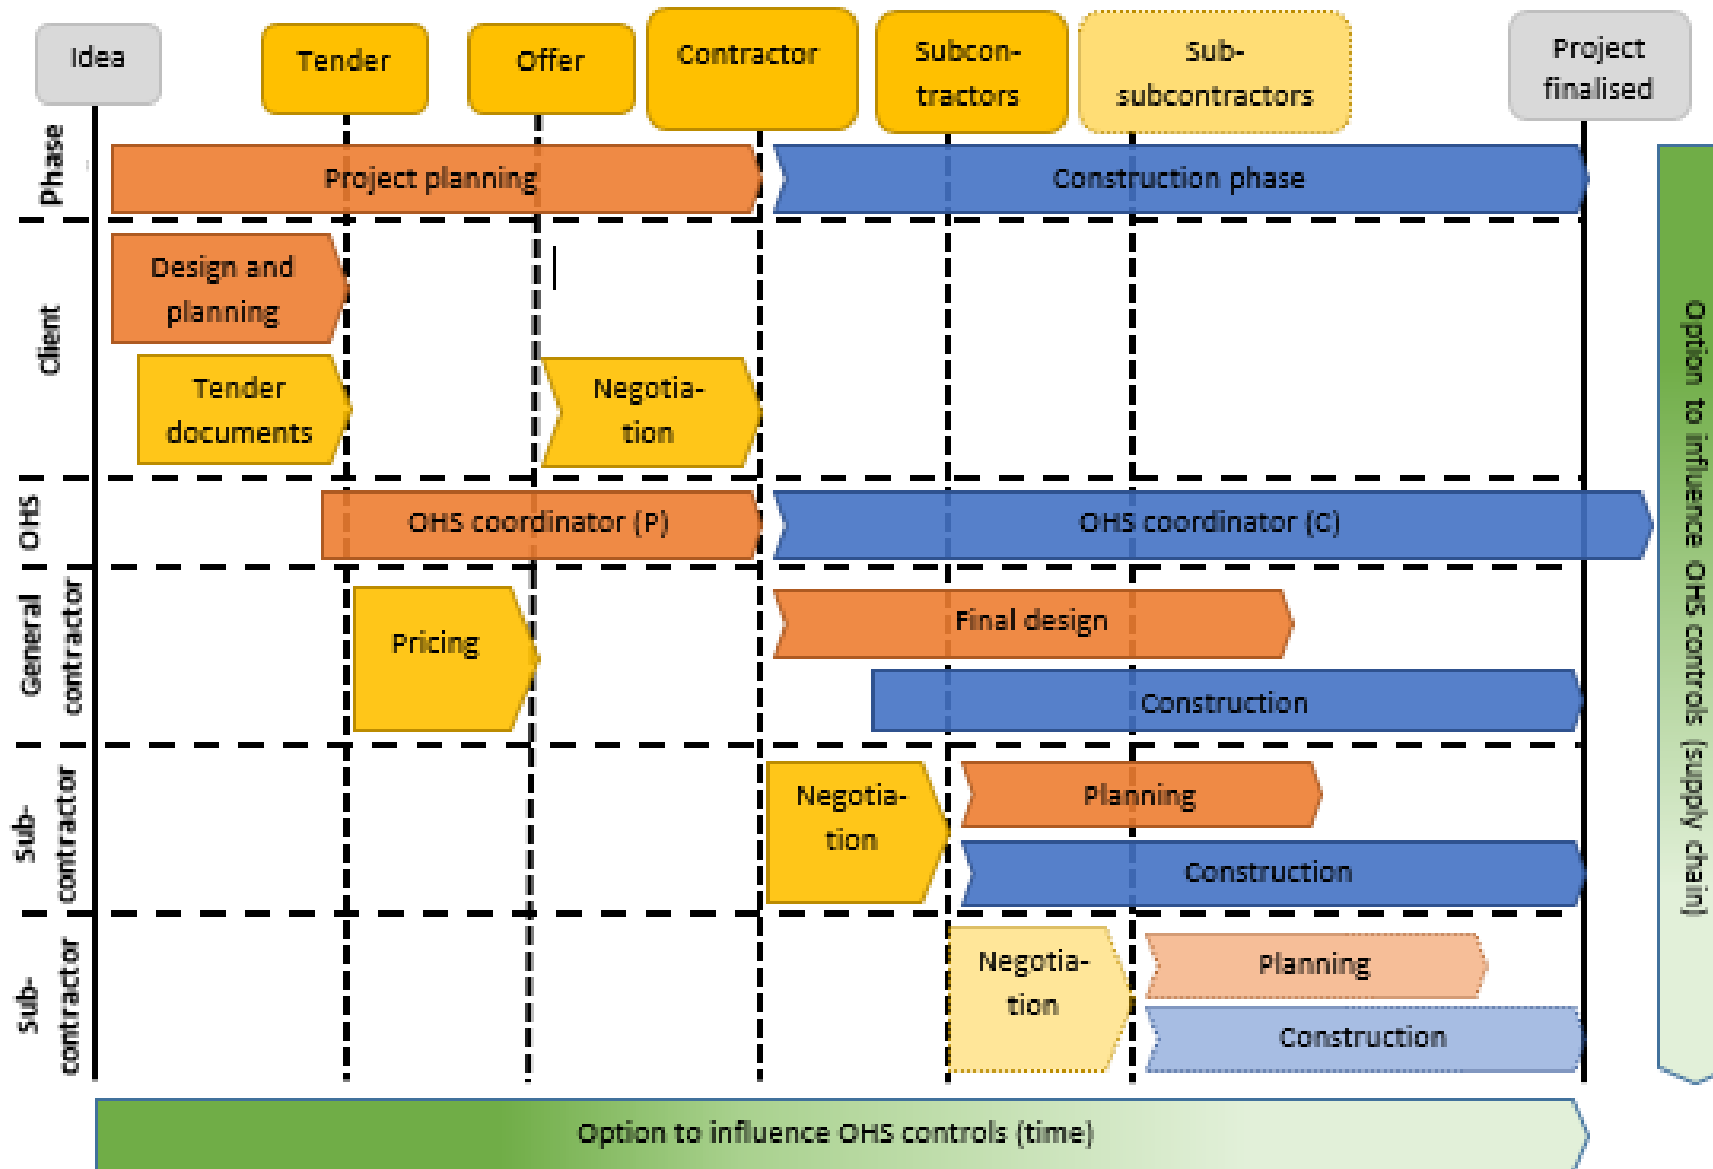 Idea
Tender
Offer
Contractor
Subcon-
tractors
Sub-
subcontractors
Project
finalised
Phase
Project planning
Construction phase
Client
Design and
planning
Tender
documents
Negotia-
tion
OHS
OHS coordinator (P)
OHS coordinator (C)
General
contractor
Pricing
Final design
Construction
Sub-
contractor
Negotia-
tion
Planning
Construction
Sub-
contractor
Negotia-
tion
Planning
Construction
Option to influence OHS controls (supply chain)
Option to influence OHS controls (time)